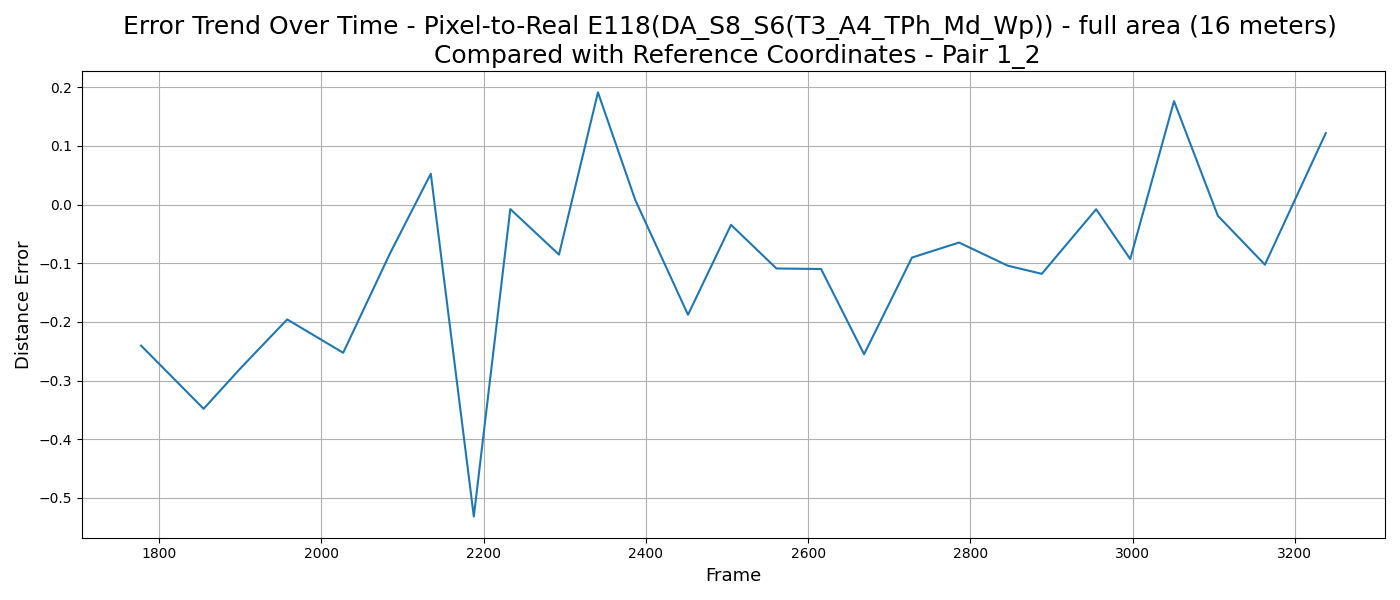 Error Trend Over Time - Pixel-to-Real E118(DA_S8_S6(T3_A4_TPh_Md_Wp)) - full area (16 meters)
Compared with Reference Coordinates - Pair 1_2
0.2
0.1
0.0
−0.1
−0.2
−0.3
−0.4
−0.5
Distance Error
1800 2000 2200 2400 2600 2800 3000 3200
Frame